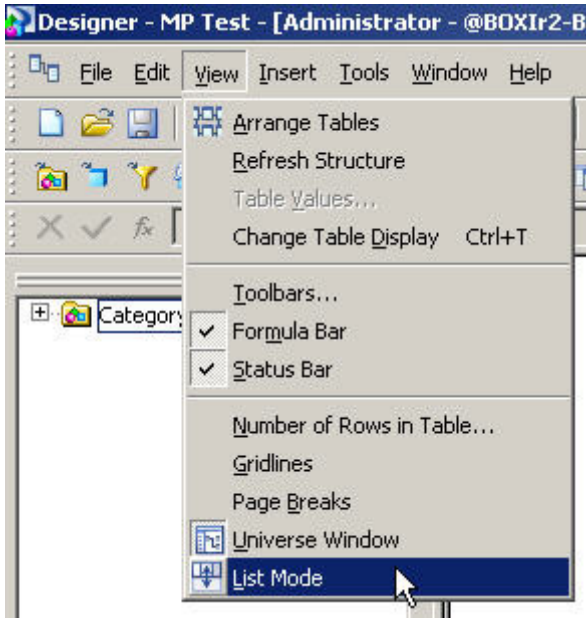 Designer - MP Test - [Administrator - @BOXIr2-B
File Edit View Insert Tools Window Help
Arrange Tables
Refresh Structure
Table Values...
Change Table Display Ctrl+T
Toolbars...
Category
Formula Bar
Status Bar
Number of Rows in Table...
Gridlines
Page Breaks
Universe Window
List Mode